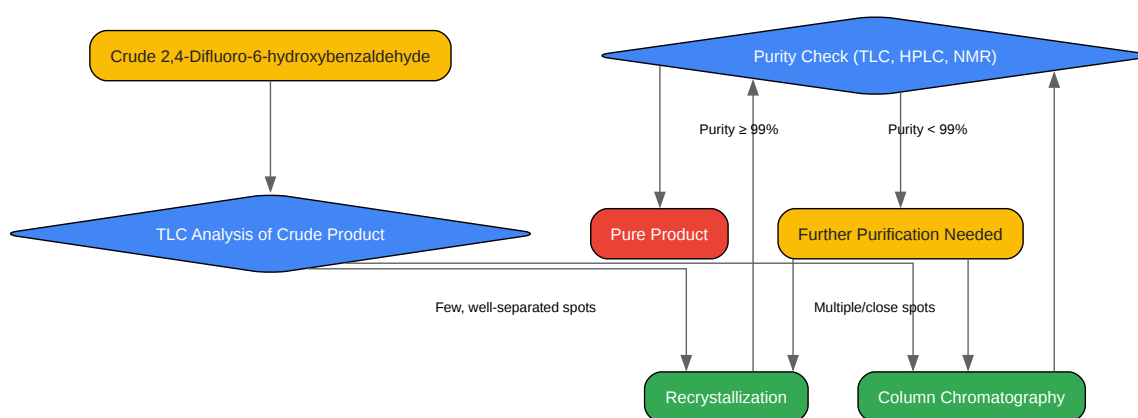 Crude 2,4-Difluoro-6-hydroxybenzaldehyde
Purity Check (TLC, HPLC, NMR)
Purity ≥ 99%
Purity < 99%
TLC Analysis of Crude Product
Pure Product
Further Purification Needed
Few, well-separated spots
Multiple/close spots
Recrystallization
Column Chromatography